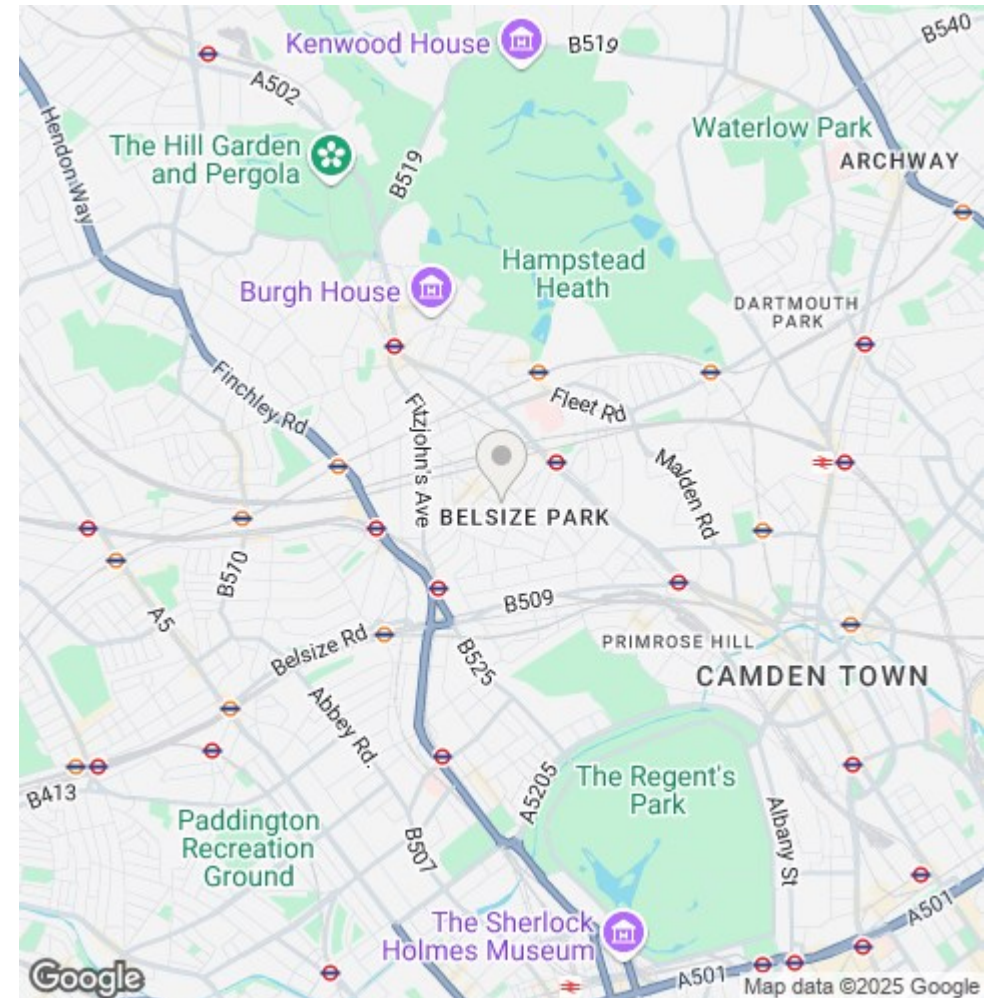 Kenwood House
B519
B540
A502
Hendon Way
The Hill Garden
and Pergola
B519
Waterlow Park
ARCHWAY
Hampstead
Heath
Burgh House
DARTMOUTH
PARK
Finchley Rd
Fitzjohn's Ave
Fleet Rd
Malden Rd
BELSIZE PARK
B510
A5
B509
Belsize Rd
B525
PRIMROSE HILL
CAMDEN TOWN
Abbey Rd.
A5205
The Regent's
Park
B413
Paddington
Recreation
Ground
B507
Albany St
The Sherlock
Holmes Museum
A501
A501
Google
Map data ©2025 Google